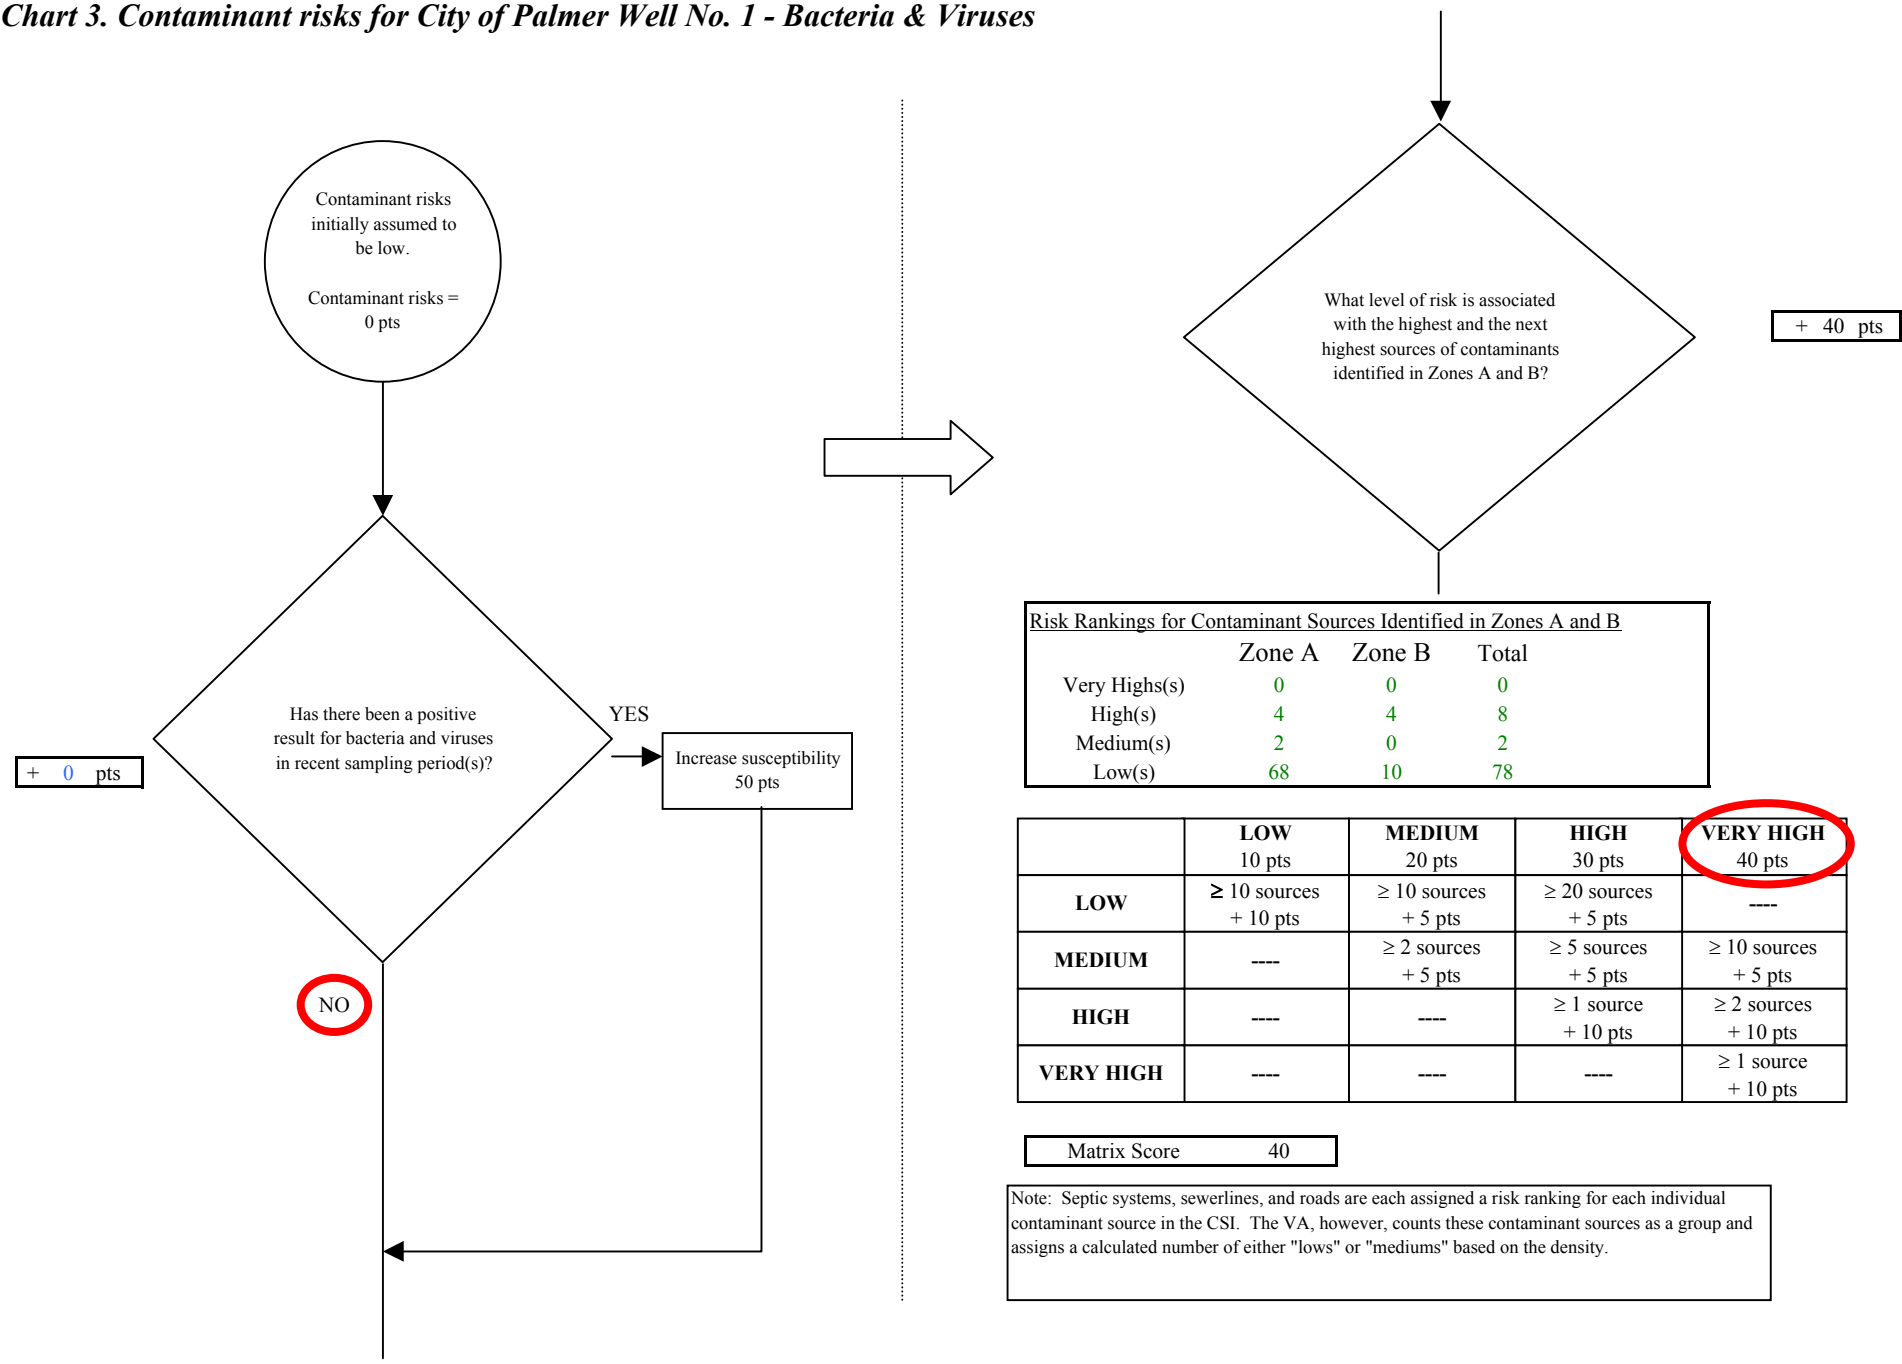 Chart 3. Contaminant risks for City of Palmer Well No. 1 - Bacteria & Viruses
Contaminant risks
initially assumed to
be low.
Contaminant risks =
0 pts
Has there been a positive
result for bacteria and viruses
in recent sampling period(s)?
+ 0 pts
YES
Increase susceptibility
50 pts
NO
What level of risk is associated
with the highest and the next
highest sources of contaminants
identified in Zones A and B?
+ 40 pts
Risk Rankings for Contaminant Sources Identified in Zones A and B
Zone A Zone B Total
Very Highs(s) 0 0 0
High(s) 4 4 8
Medium(s) 2 0 2
Low(s) 68 10 78
LOW MEDIUM HIGH VERY HIGH
10 pts 20 pts 30 pts 40 pts
LOW ≥ 10 sources ≥ 10 sources ≥ 20 sources ----
+ 10 pts + 5 pts + 5 pts
MEDIUM ---- ≥ 2 sources ≥ 5 sources ≥ 10 sources
+ 5 pts + 5 pts + 5 pts
HIGH ---- ---- ≥ 1 source ≥ 2 sources
+ 10 pts + 10 pts
VERY HIGH ---- ---- ---- ≥ 1 source
+ 10 pts
Matrix Score 40
Note: Septic systems, sewerlines, and roads are each assigned a risk ranking for each individual
contaminant source in the CSI. The VA, however, counts these contaminant sources as a group and
assigns a calculated number of either "lows" or "mediums" based on the density.